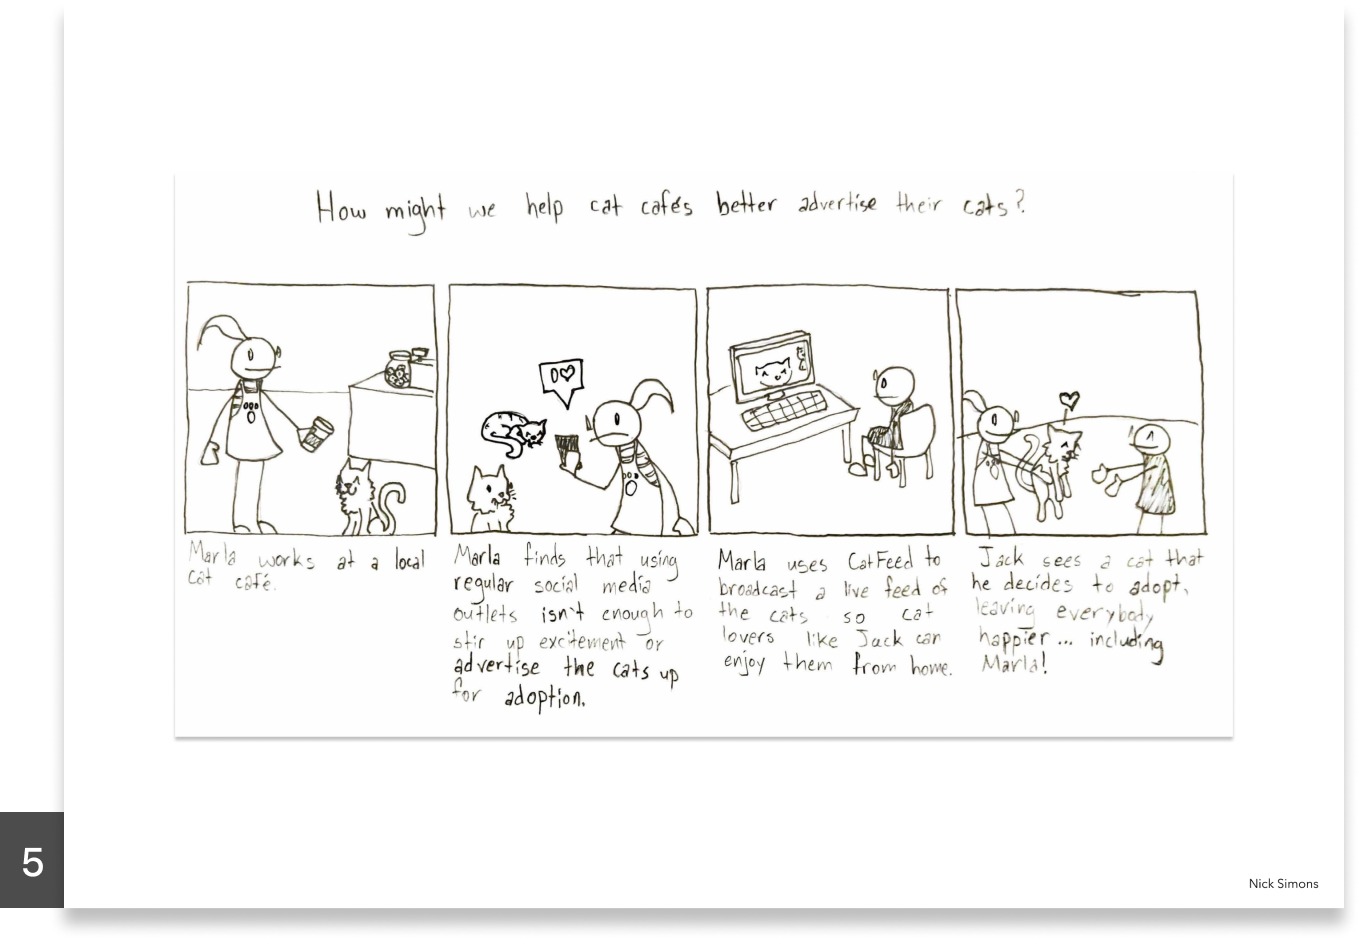 How might we help cat cafés better advertise their cats?
0♡
Marla works at a local
cat café.
Marla finds that using
regular social media
outlets isn't enough to
stir up excitement or
advertise the cats up
for adoption.
Marla uses CatFeed to
broadcast a live feed of
the cats so cat
lovers like Jack can
enjoy them from home.
Jack sees a cat that
he decides to adopt,
leaving everybody
happier... including
Marla!
5
Nick Simons